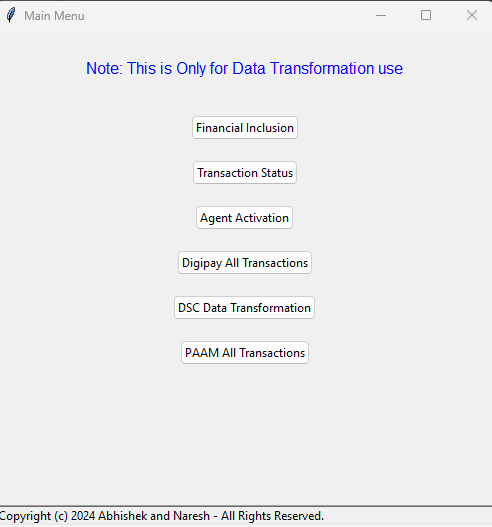 Main Menu
Note: This is Only for Data Transformation use
Financial Inclusion
Transaction Status
Agent Activation
Digipay All Transactions
DSC Data Transformation
PAAM All Transactions
Copyright (c) 2024 Abhishek and Naresh - All Rights Reserved.